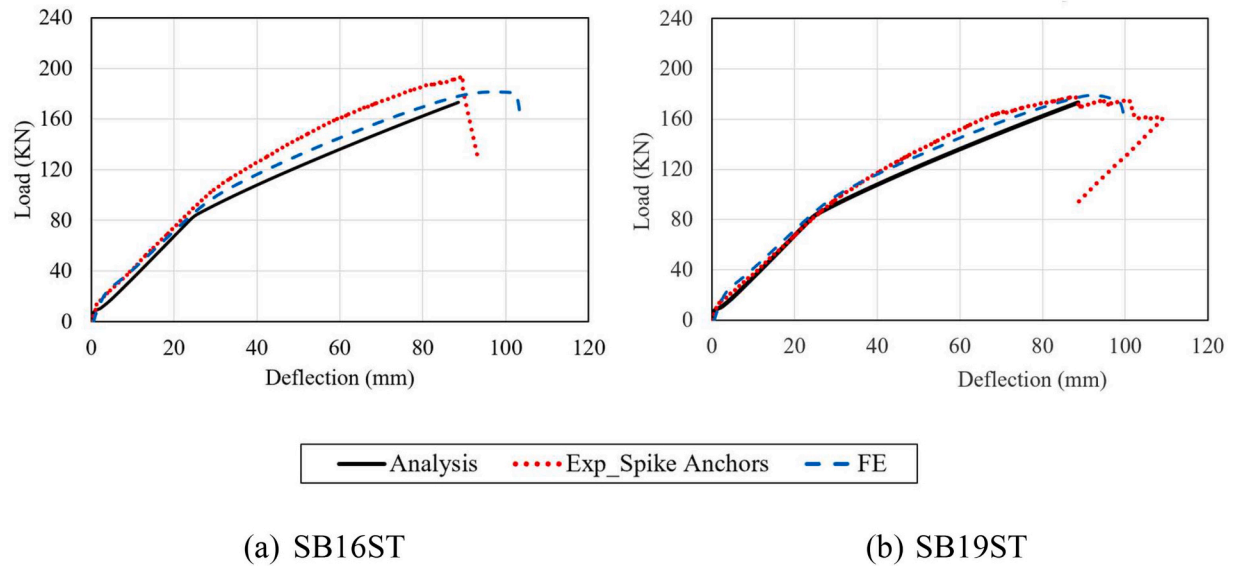 240
200
160
120
80
40
0
Load (KN)
0 20 40 60 80 100 120
Deflection (mm)
240
200
160
120
80
40
0
Load (KN)
0 20 40 60 80 100 120
Deflection (mm)
Analysis Exp_Spike Anchors FE
(a) SB16ST
(b) SB19ST